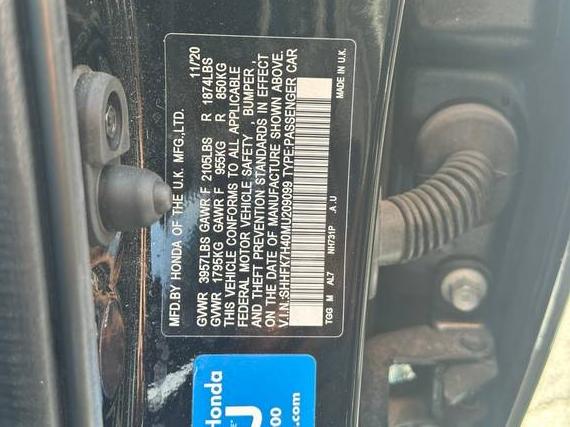 MFD.BY HONDA OF THE U.K. MFG.,LTD. 11/20
GVWR 3957LBS GAWR F 2105LBS R 1874LBS
GVWR 1795KG GAWR F 955KG R 850KG
THIS VEHICLE CONFORMS TO ALL APPLICABLE
FEDERAL MOTOR VEHICLE SAFETY , BUMPER ,
AND THEFT PREVENTION STANDARDS IN EFFECT
ON THE DATE OF MANUFACTURE SHOWN ABOVE.
V.I.N.:SHHFK7H40MU209099 TYPE:PASSENGER CAR
TGG M AL7 NH731P .A.U MADE IN U.K.
Honda
00
s.com